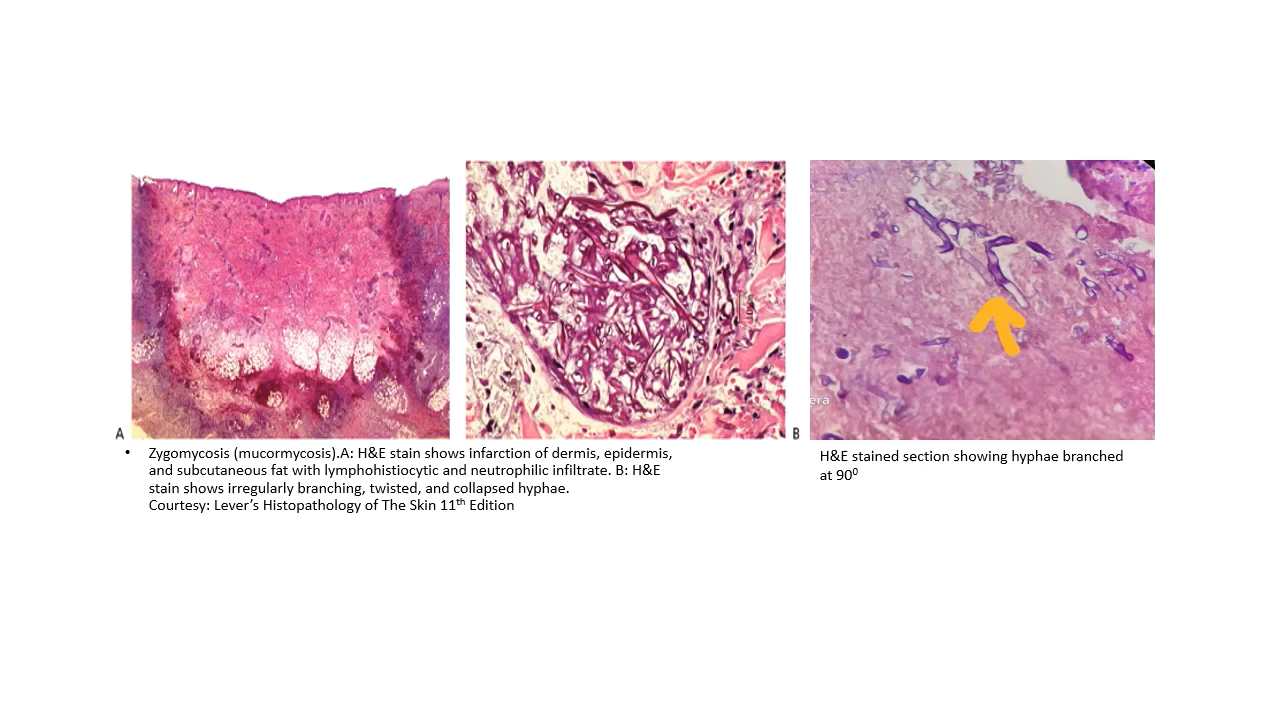 A
B
era
• Zygomycosis (mucormycosis).A: H&E stain shows infarction of dermis, epidermis,
and subcutaneous fat with lymphohistiocytic and neutrophilic infiltrate. B: H&E
stain shows irregularly branching, twisted, and collapsed hyphae.
Courtesy: Lever’s Histopathology of The Skin 11th Edition
H&E stained section showing hyphae branched
at 90⁰